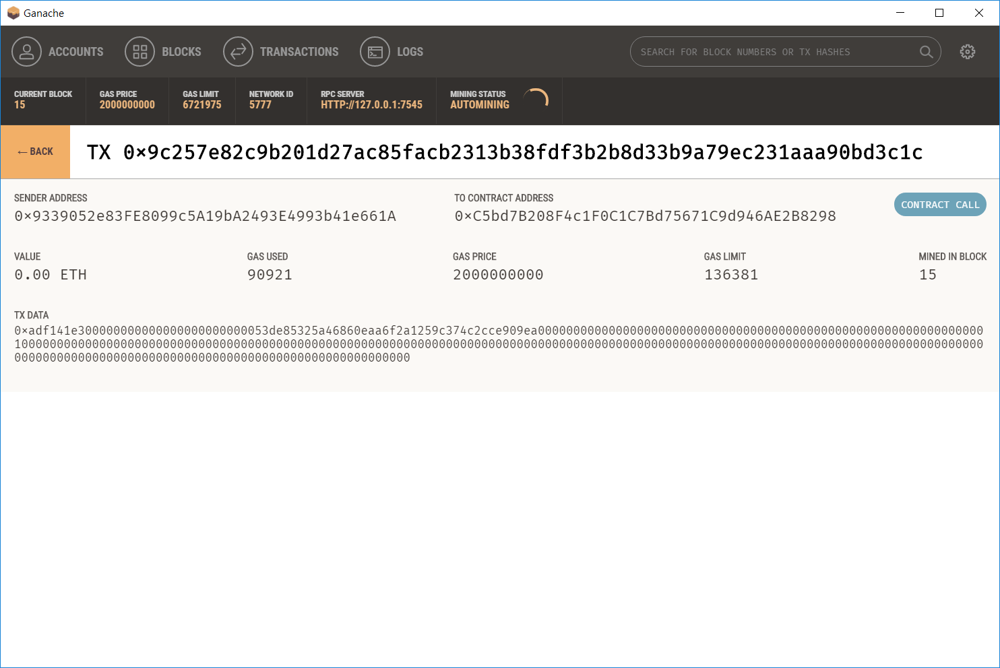 Ganache
ACCOUNTS BLOCKS TRANSACTIONS LOGS SEARCH FOR BLOCK NUMBERS OR TX HASHES
CURRENT BLOCK GAS PRICE GAS LIMIT NETWORK ID RPC SERVER MINING STATUS
15 2000000000 6721975 5777 HTTP://127.0.0.1:7545 AUTOMINING
← BACK TX 0x9c257e82c9b201d27ac85facb2313b38fdf3b2b8d33b9a79ec231aaa90bd3c1c
SENDER ADDRESS TO CONTRACT ADDRESS
0x9339052e83FE8099c5A19bA2493E4993b41e661A 0xC5bd7B208F4c1F0C1C7Bd75671C9d946AE2B8298 CONTRACT CALL
VALUE GAS USED GAS PRICE GAS LIMIT MINED IN BLOCK
0.00 ETH 90921 2000000000 136381 15
TX DATA
0xadf141e300000000000000000000000053de85325a46860eaa6f2a1259c374c2cce909ea000000000000000000000000000000000000000000000000000000000000000
10000000000000000000000000000000000000000000000000000000000000000000000000000000000000000000000000000000000000000000000000000000000000000
00000000000000000000000000000000000000000000000000000000